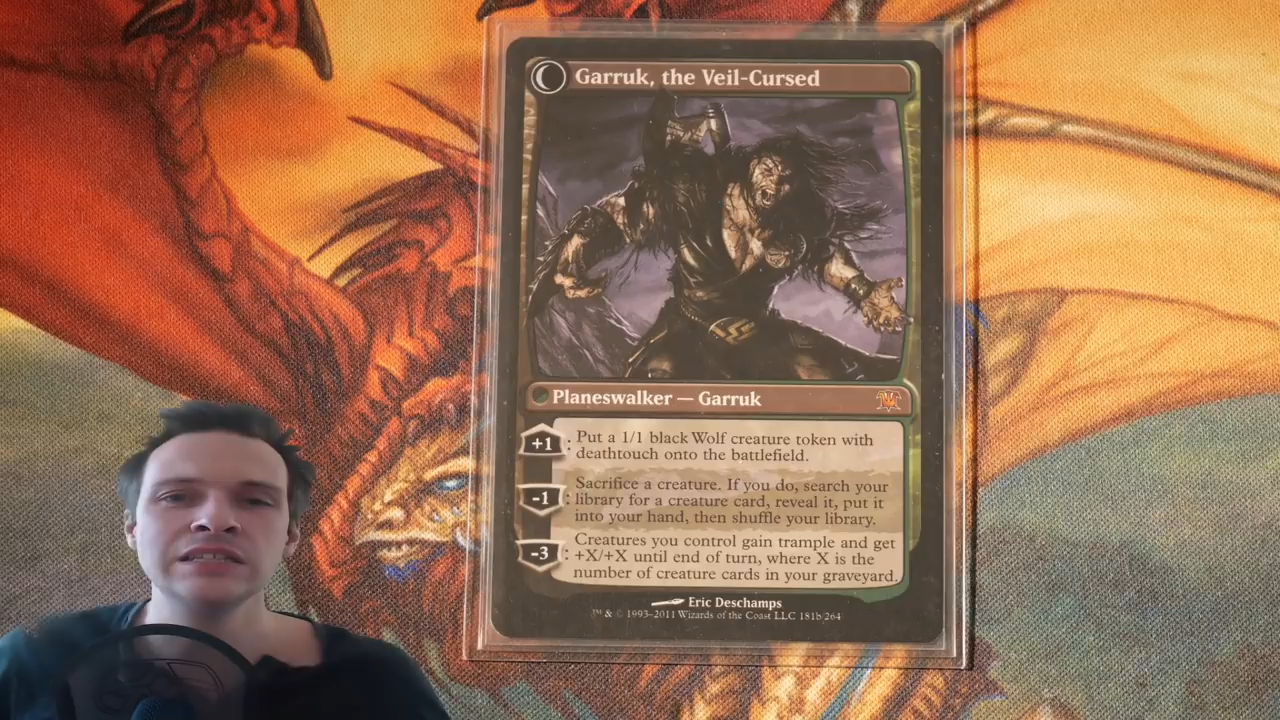 Garruk, the Veil-Cursed
Planeswalker — Garruk
+1: Put a 1/1 black Wolf creature token with
deathtouch onto the battlefield.
Sacrifice a creature. If you do, search your
-1: library for a creature card, reveal it, put it
into your hand, then shuffle your library.
Creatures you control gain trample and get
-3: +X/+X until end of turn, where X is the
number of creature cards in your graveyard.
Eric Deschamps
™ & © 1993–2011 Wizards of the Coast LLC 181b/264